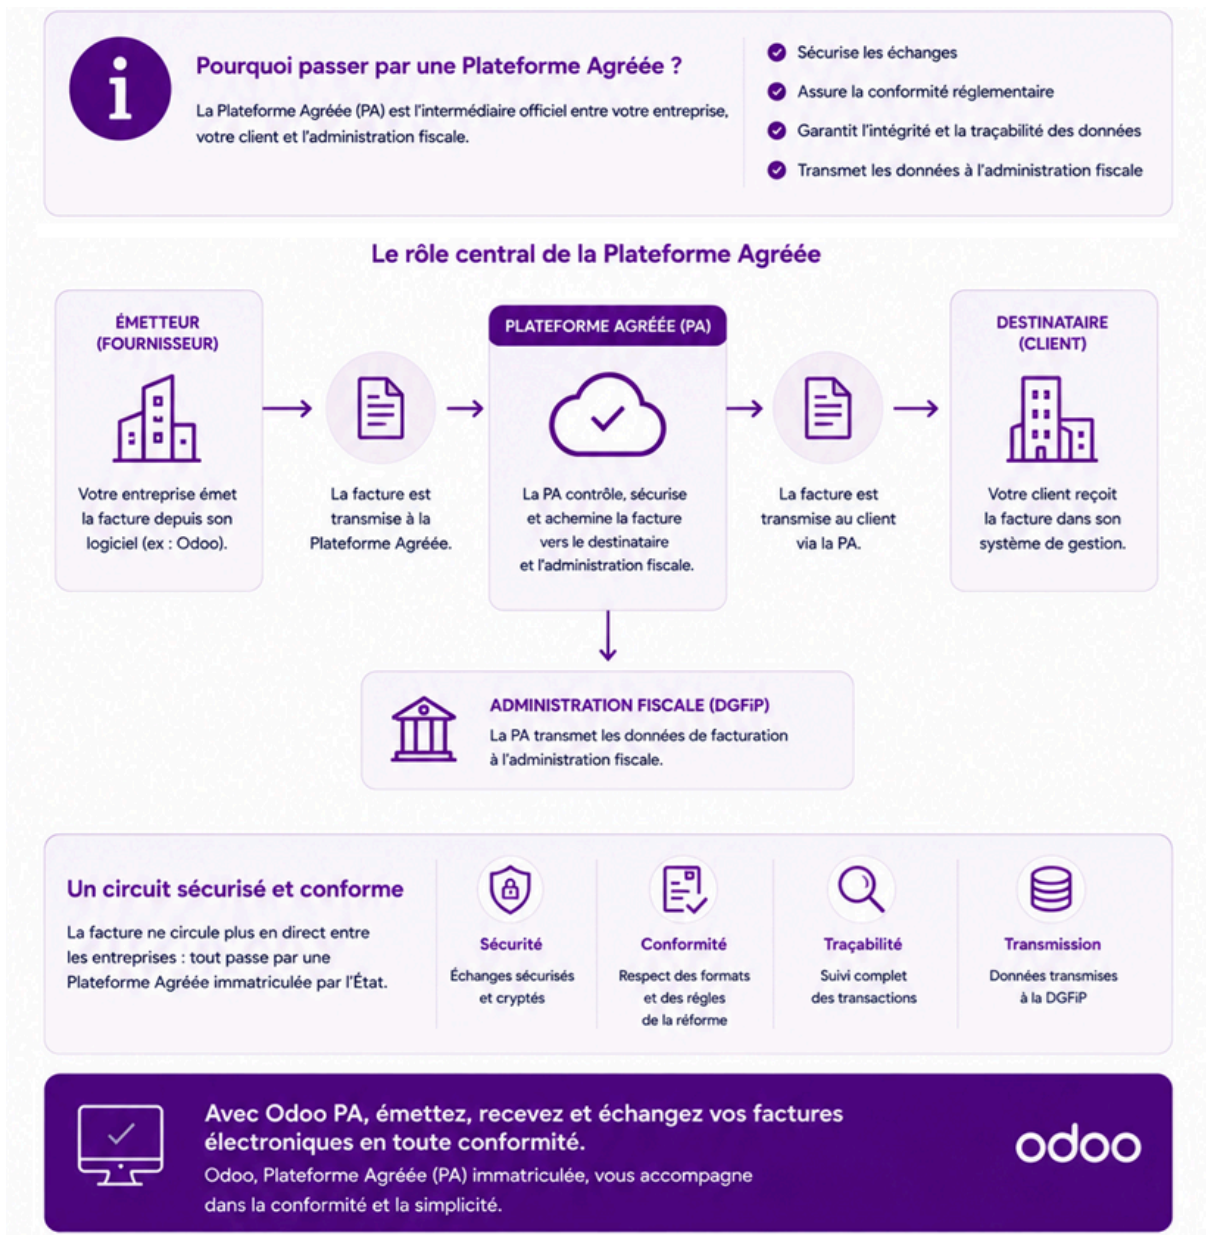 Pourquoi passer par une Plateforme Agréée ?
La Plateforme Agréée (PA) est l'intermédiaire officiel entre votre entreprise,
votre client et l'administration fiscale.
Sécurise les échanges
Assure la conformité réglementaire
Garantit l'intégrité et la traçabilité des données
Transmet les données à l'administration fiscale
Le rôle central de la Plateforme Agréée
ÉMETTEUR
(FOURNISSEUR)
Votre entreprise émet
la facture depuis son
logiciel (ex : Odoo).
La facture est
transmise à la
Plateforme Agréée.
PLATEFORME AGRÉÉE (PA)
La PA contrôle, sécurise
et achemine la facture
vers le destinataire
et l'administration fiscale.
La facture est
transmise au client
via la PA.
DESTINATAIRE
(CLIENT)
Votre client reçoit
la facture dans son
système de gestion.
ADMINISTRATION FISCALE (DGFiP)
La PA transmet les données de facturation
à l'administration fiscale.
Un circuit sécurisé et conforme
La facture ne circule plus en direct entre
les entreprises : tout passe par une
Plateforme Agréée immatriculée par l'État.
Sécurité
Échanges sécurisés
et cryptés
Conformité
Respect des formats
et des régles
de la réforme
Traçabilité
Suivi complet
des transactions
Transmission
Données transmises
à la DGFiP
Avec Odoo PA, émettez, recevez et échangez vos factures
électroniques en toute conformité.
Odoo, Plateforme Agréée (PA) immatriculée, vous accompagne
dans la conformité et la simplicité.
odoo